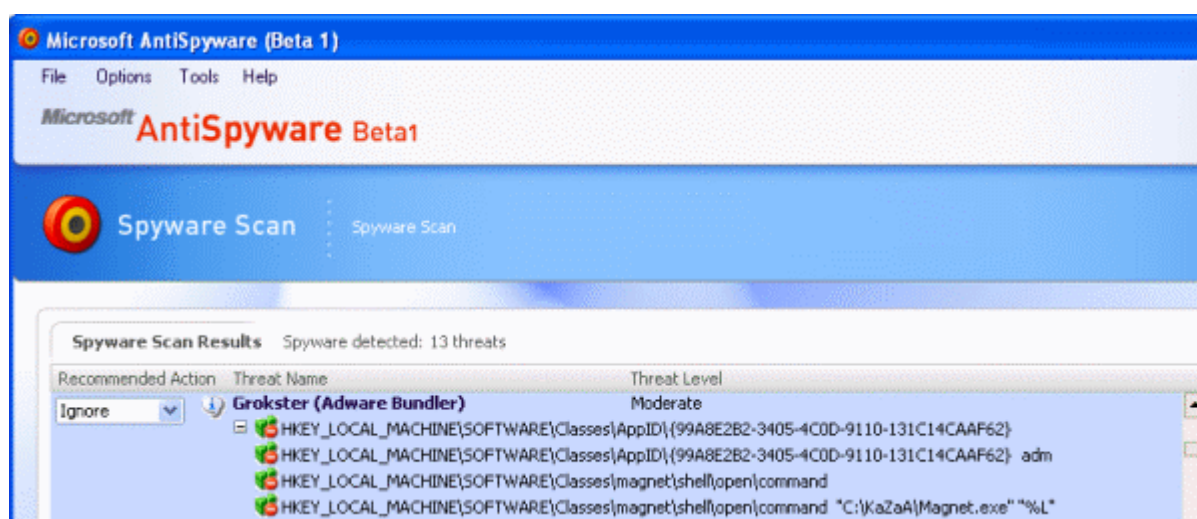 Microsoft AntiSpyware (Beta 1)
File Options Tools Help
Microsoft AntiSpyware Beta1
Spyware Scan Spyware Scan
Spyware Scan Results Spyware detected: 13 threats
Recommended Action Threat Name Threat Level
Ignore Grokster (Adware Bundler) Moderate
HKEY_LOCAL_MACHINE\SOFTWARE\Classes\AppID\{99A8E2B2-3405-4C0D-9110-131C14CAAF62}
HKEY_LOCAL_MACHINE\SOFTWARE\Classes\AppID\{99A8E2B2-3405-4C0D-9110-131C14CAAF62} adm
HKEY_LOCAL_MACHINE\SOFTWARE\Classes\magnet\shell\open\command
HKEY_LOCAL_MACHINE\SOFTWARE\Classes\magnet\shell\open\command "C:\KaZaA\Magnet.exe" "%L"